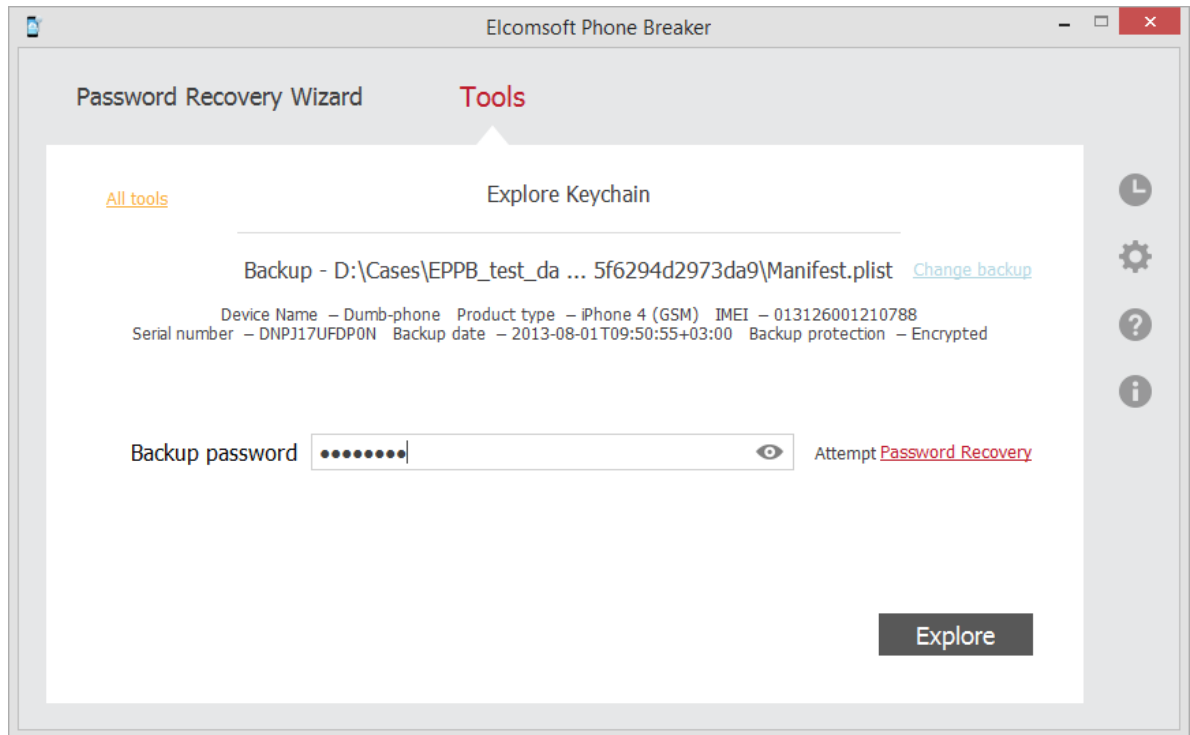 Elcomsoft Phone Breaker
Password Recovery Wizard Tools
All tools Explore Keychain
Backup - D:\Cases\EPPB_test_da ... 5f6294d2973da9\Manifest.plist Change backup
Device Name – Dumb-phone Product type – iPhone 4 (GSM) IMEI – 013126001210788
Serial number – DNPJ17UFDP0N Backup date – 2013-08-01T09:50:55+03:00 Backup protection – Encrypted
Backup password ●●●●●●●● Attempt Password Recovery
Explore